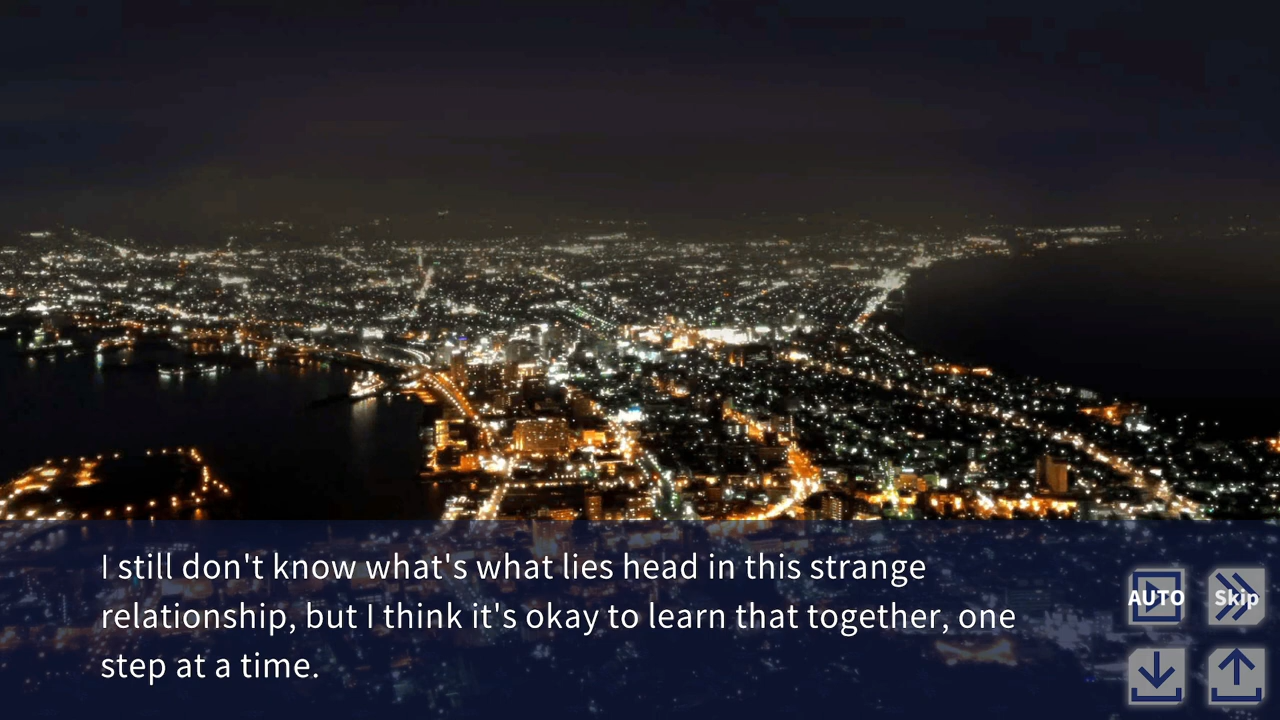 I still don't know what's what lies head in this strange
relationship, but I think it's okay to learn that together, one
step at a time.
AUTO
Skip